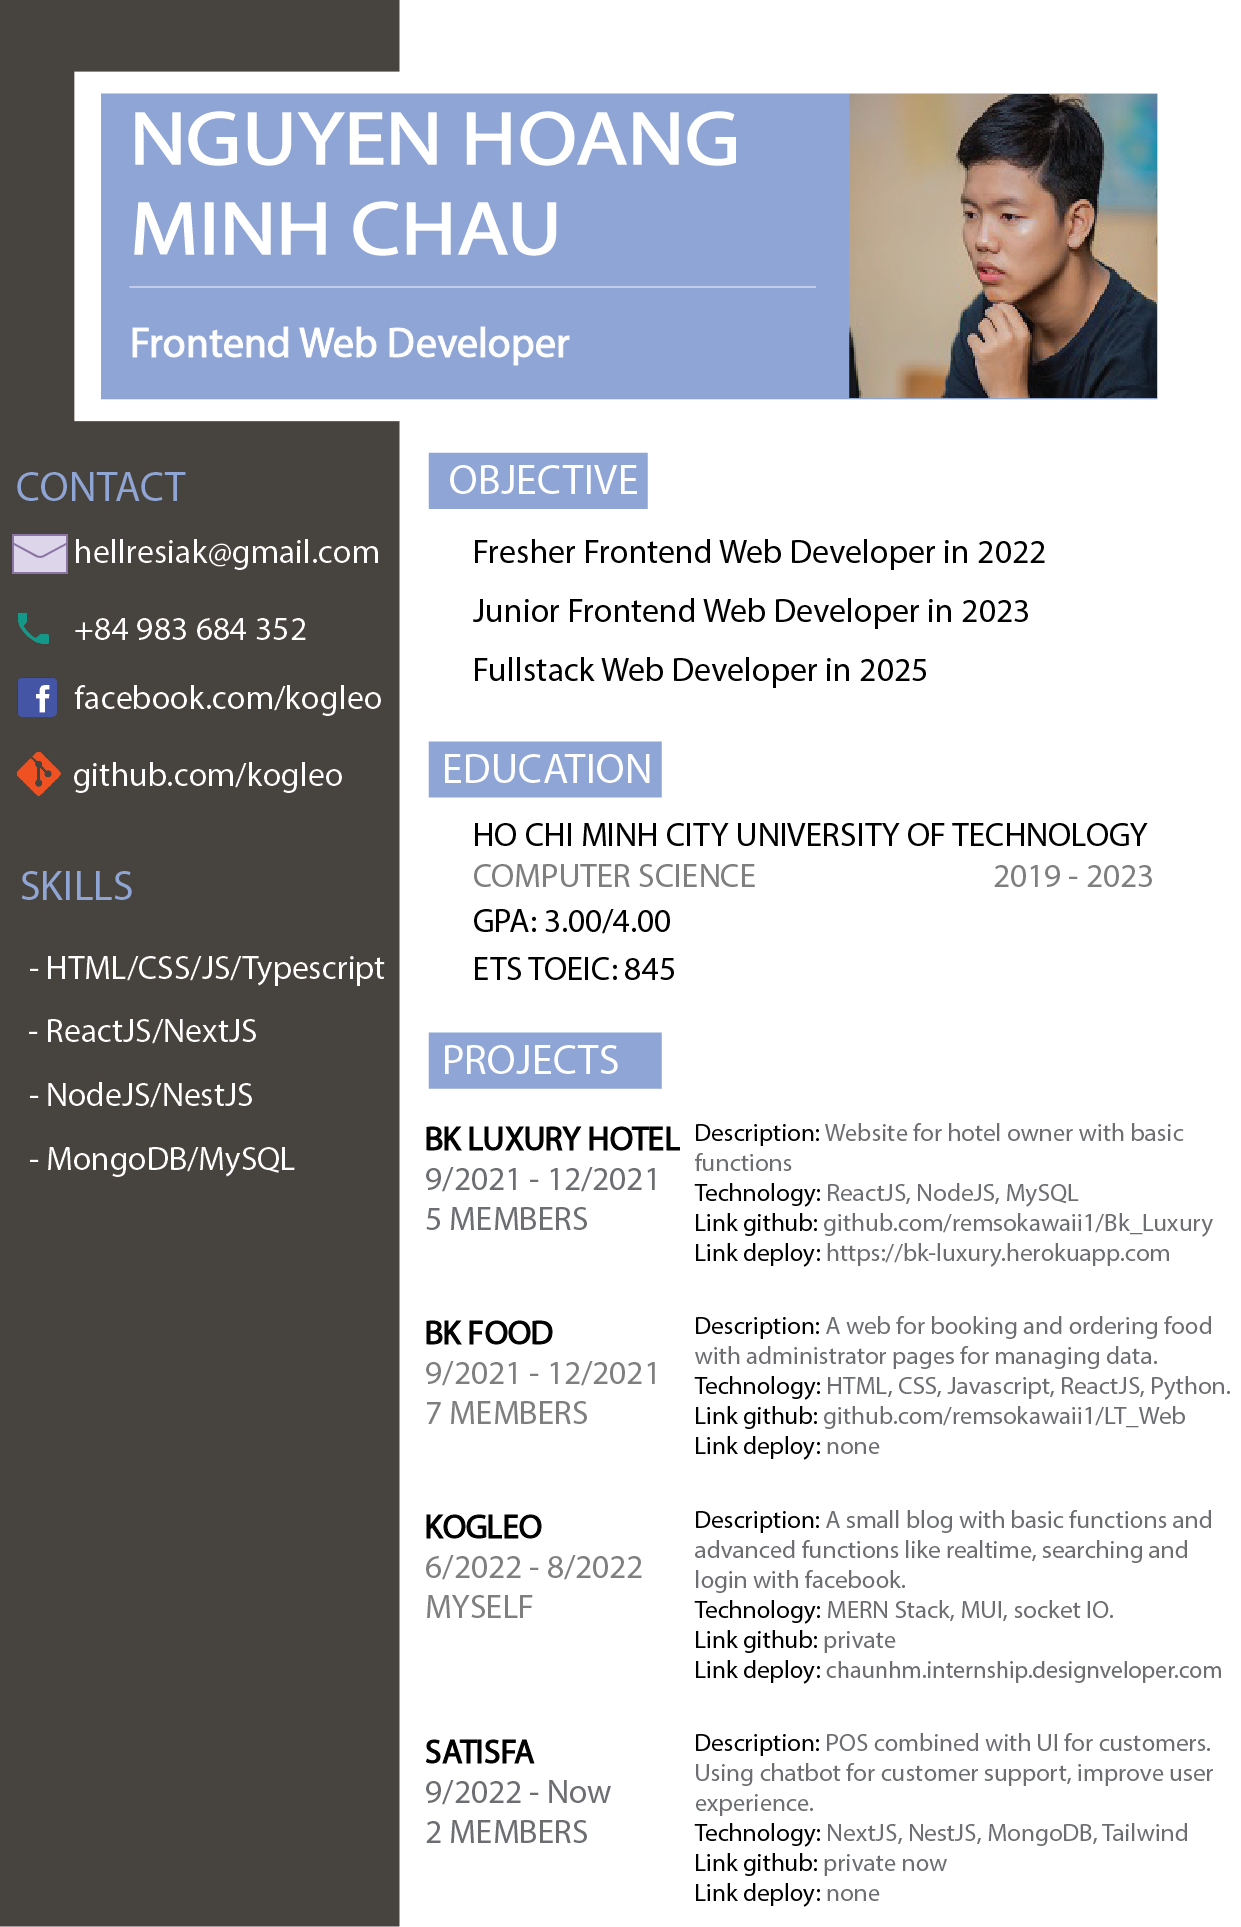 NGUYEN HOANG
MINH CHAU
Frontend Web Developer
CONTACT
hellresiak@gmail.com
+84 983 684 352
facebook.com/kogleo
github.com/kogleo
SKILLS
- HTML/CSS/JS/Typescript
- ReactJS/NextJS
- NodeJS/NestJS
- MongoDB/MySQL
OBJECTIVE
Fresher Frontend Web Developer in 2022
Junior Frontend Web Developer in 2023
Fullstack Web Developer in 2025
EDUCATION
HO CHI MINH CITY UNIVERSITY OF TECHNOLOGY
COMPUTER SCIENCE 2019 - 2023
GPA: 3.00/4.00
ETS TOEIC: 845
PROJECTS
BK LUXURY HOTEL
9/2021 - 12/2021
5 MEMBERS
Description: Website for hotel owner with basic
functions
Technology: ReactJS, NodeJS, MySQL
Link github: github.com/remsokawaii1/Bk_Luxury
Link deploy: https://bk-luxury.herokuapp.com
BK FOOD
9/2021 - 12/2021
7 MEMBERS
Description: A web for booking and ordering food
with administrator pages for managing data.
Technology: HTML, CSS, Javascript, ReactJS, Python.
Link github: github.com/remsokawaii1/LT_Web
Link deploy: none
KOGLEO
6/2022 - 8/2022
MYSELF
Description: A small blog with basic functions and
advanced functions like realtime, searching and
login with facebook.
Technology: MERN Stack, MUI, socket IO.
Link github: private
Link deploy: chaunhm.internship.designveloper.com
SATISFA
9/2022 - Now
2 MEMBERS
Description: POS combined with UI for customers.
Using chatbot for customer support, improve user
experience.
Technology: NextJS, NestJS, MongoDB, Tailwind
Link github: private now
Link deploy: none